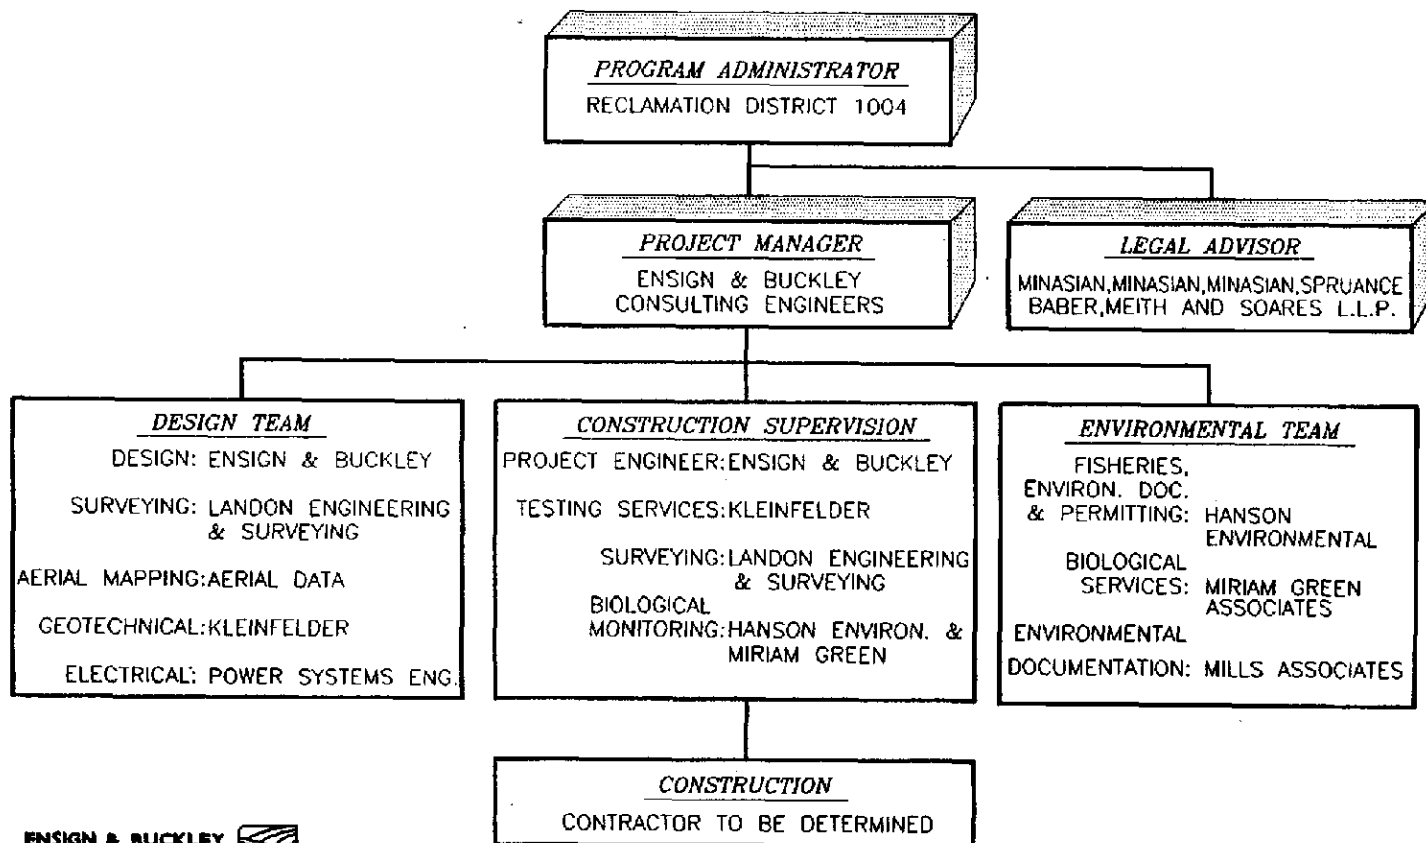 PROGRAM ADMINISTRATOR
RECLAMATION DISTRICT 1004
PROJECT MANAGER
ENSIGN & BUCKLEY
CONSULTING ENGINEERS
LEGAL ADVISOR
MINASIAN,MINASIAN,MINASIAN,SPRUANCE
BABER,MEITH AND SOARES L.L.P.
DESIGN TEAM
DESIGN: ENSIGN & BUCKLEY
SURVEYING: LANDON ENGINEERING
& SURVEYING
AERIAL MAPPING: AERIAL DATA
GEOTECHNICAL: KLEINFELDER
ELECTRICAL: POWER SYSTEMS ENG.
CONSTRUCTION SUPERVISION
PROJECT ENGINEER: ENSIGN & BUCKLEY
TESTING SERVICES: KLEINFELDER
SURVEYING: LANDON ENGINEERING
& SURVEYING
BIOLOGICAL
MONITORING: HANSON ENVIRON. &
MIRIAM GREEN
ENVIRONMENTAL TEAM
FISHERIES,
ENVIRON. DOC.
& PERMITTING: HANSON
ENVIRONMENTAL
BIOLOGICAL
SERVICES: MIRIAM GREEN
ASSOCIATES
ENVIRONMENTAL
DOCUMENTATION: MILLS ASSOCIATES
CONSTRUCTION
CONTRACTOR TO BE DETERMINED
ENSIGN & BUCKLEY